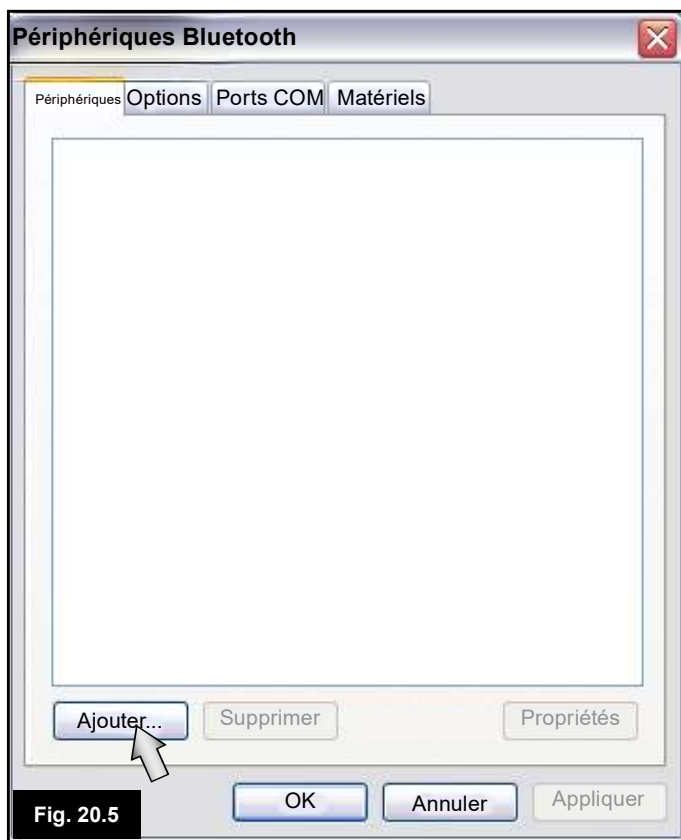 Périphériques Bluetooth
Périphériques Options Ports COM Matériels
Ajouter... Supprimer Propriétés
OK Annuler Appliquer
Fig. 20.5